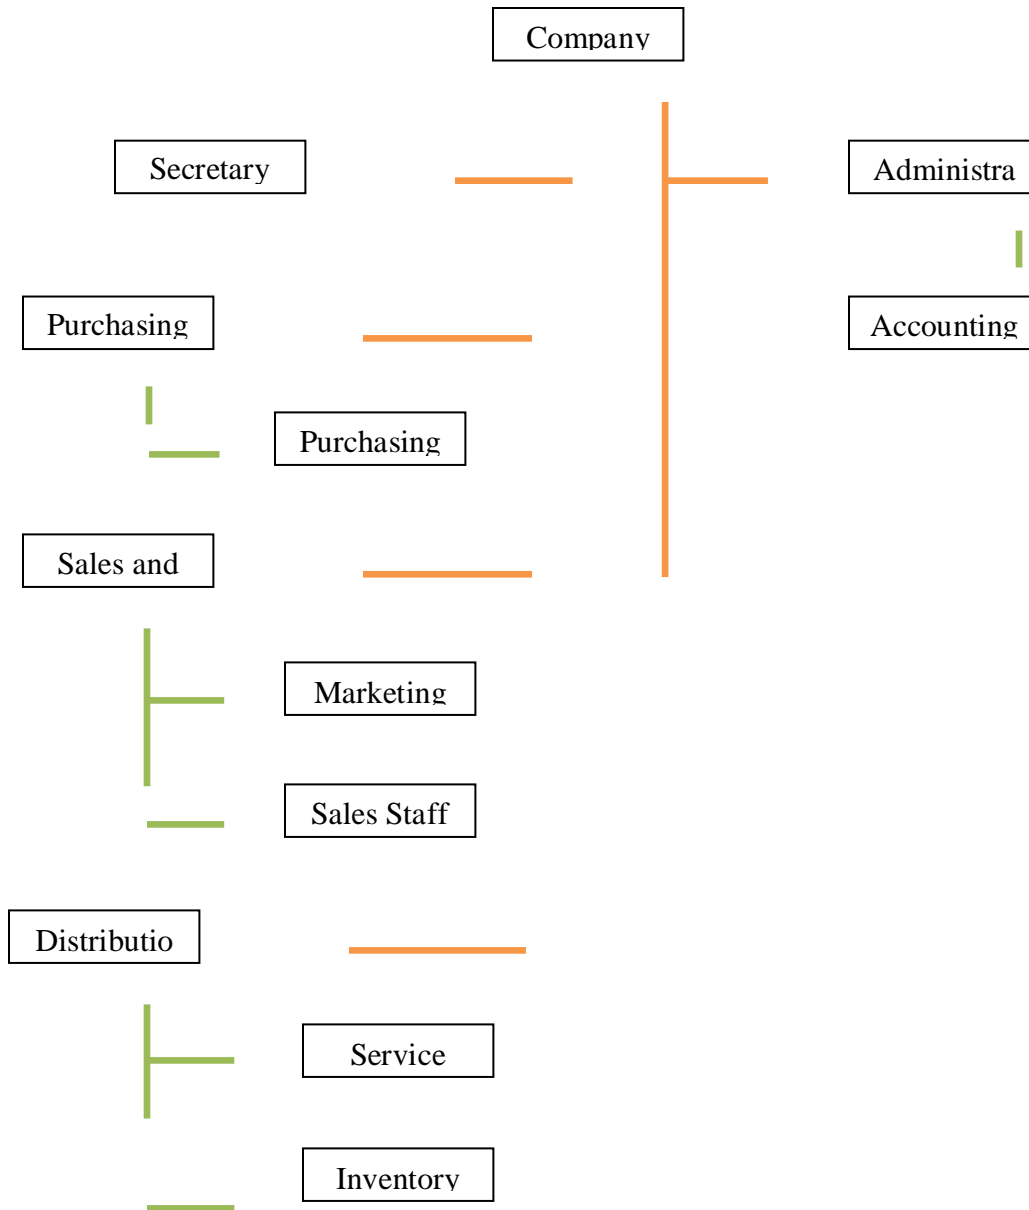 Company
Secretary
Administra
Purchasing
Accounting
Purchasing
Sales and
Marketing
Sales Staff
Distributio
Service
Inventory